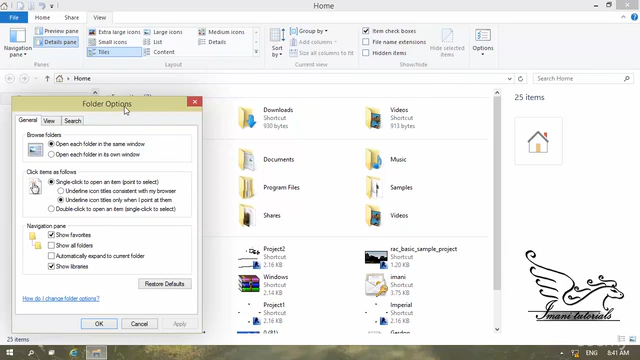 Home
File
Home
Share
View
Navigation pane
Preview pane
Details pane
Extra large icons
Large icons
Medium icons
Small icons
List
Details
Tiles
Content
Sort by
Group by
Add columns
Size all columns to fit
Item check boxes
File name extensions
Hidden items
Hide selected items
Options
Panes
Layout
Current view
Show/hide
Home
Search Home
Folder Options
General
View
Search
Browse folders
Open each folder in the same window
Open each folder in its own window
Click items as follows
Single-click to open an item (point to select)
Underline icon titles consistent with my browser
Underline icon titles only when I point at them
Double-click to open an item (single-click to select)
Navigation pane
Show favorites
Show all folders
Automatically expand to current folder
Show libraries
Restore Defaults
How do I change folder options?
OK
Cancel
Apply
Downloads
Shortcut
930 bytes
Videos
Shortcut
913 bytes
Documents
Music
Program Files
Samples
Shares
Videos
Project2
Shortcut
2.16 KB
rac_basic_sample_project
Shortcut
1.20 KB
Windows
Shortcut
2.14 KB
imani
Shortcut
3.75 KB
Project1
Shortcut
2.16 KB
Imperial
Shortcut
25 items
Imani tutorials
25 items
ENG
8:41 AM